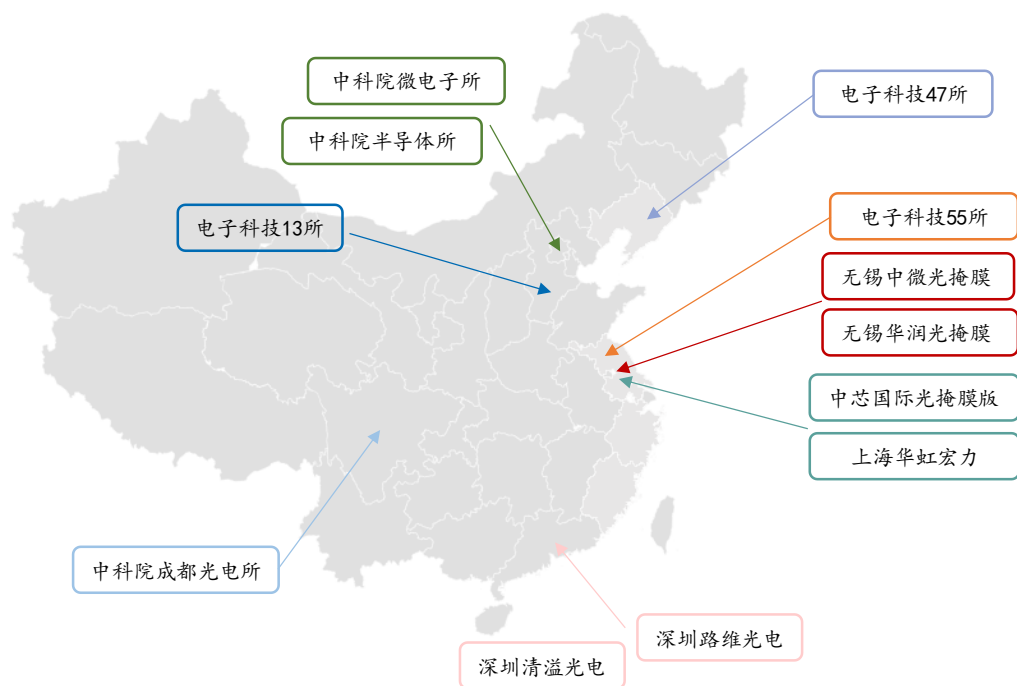 中科院微电子所
电子科技47所
中科院半导体所
电子科技13所
电子科技55所
无锡中微光掩膜
无锡华润光掩膜
中芯国际光掩膜版
上海华虹宏力
中科院成都光电所
深圳路维光电
深圳清溢光电